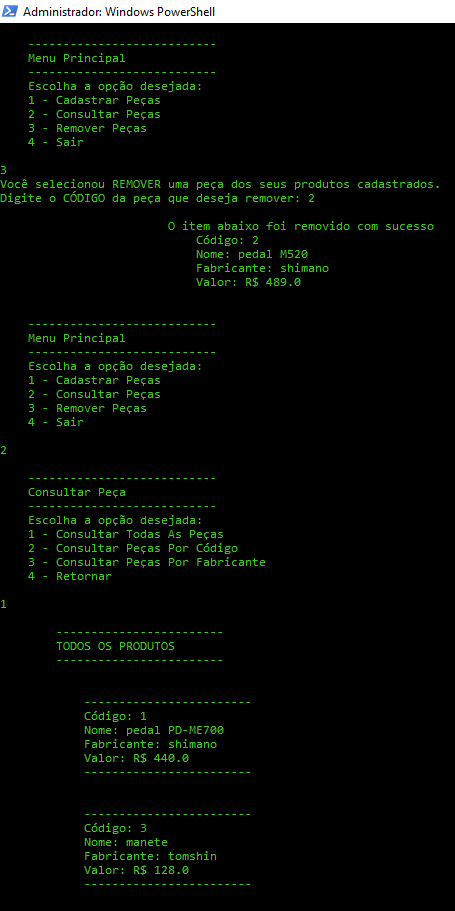 Administrador: Windows PowerShell
---------------------------
Menu Principal
---------------------------
Escolha a opção desejada:
1 - Cadastrar Peças
2 - Consultar Peças
3 - Remover Peças
4 - Sair
3
Você selecionou REMOVER uma peça dos seus produtos cadastrados.
Digite o CÓDIGO da peça que deseja remover: 2
O item abaixo foi removido com sucesso
Código: 2
Nome: pedal M520
Fabricante: shimano
Valor: R$ 489.0
---------------------------
Menu Principal
---------------------------
Escolha a opção desejada:
1 - Cadastrar Peças
2 - Consultar Peças
3 - Remover Peças
4 - Sair
2
---------------------------
Consultar Peça
---------------------------
Escolha a opção desejada:
1 - Consultar Todas As Peças
2 - Consultar Peças Por Código
3 - Consultar Peças Por Fabricante
4 - Retornar
1
------------------------
TODOS OS PRODUTOS
------------------------
------------------------
Código: 1
Nome: pedal PD-ME700
Fabricante: shimano
Valor: R$ 440.0
------------------------
------------------------
Código: 3
Nome: manete
Fabricante: tomshin
Valor: R$ 128.0
------------------------